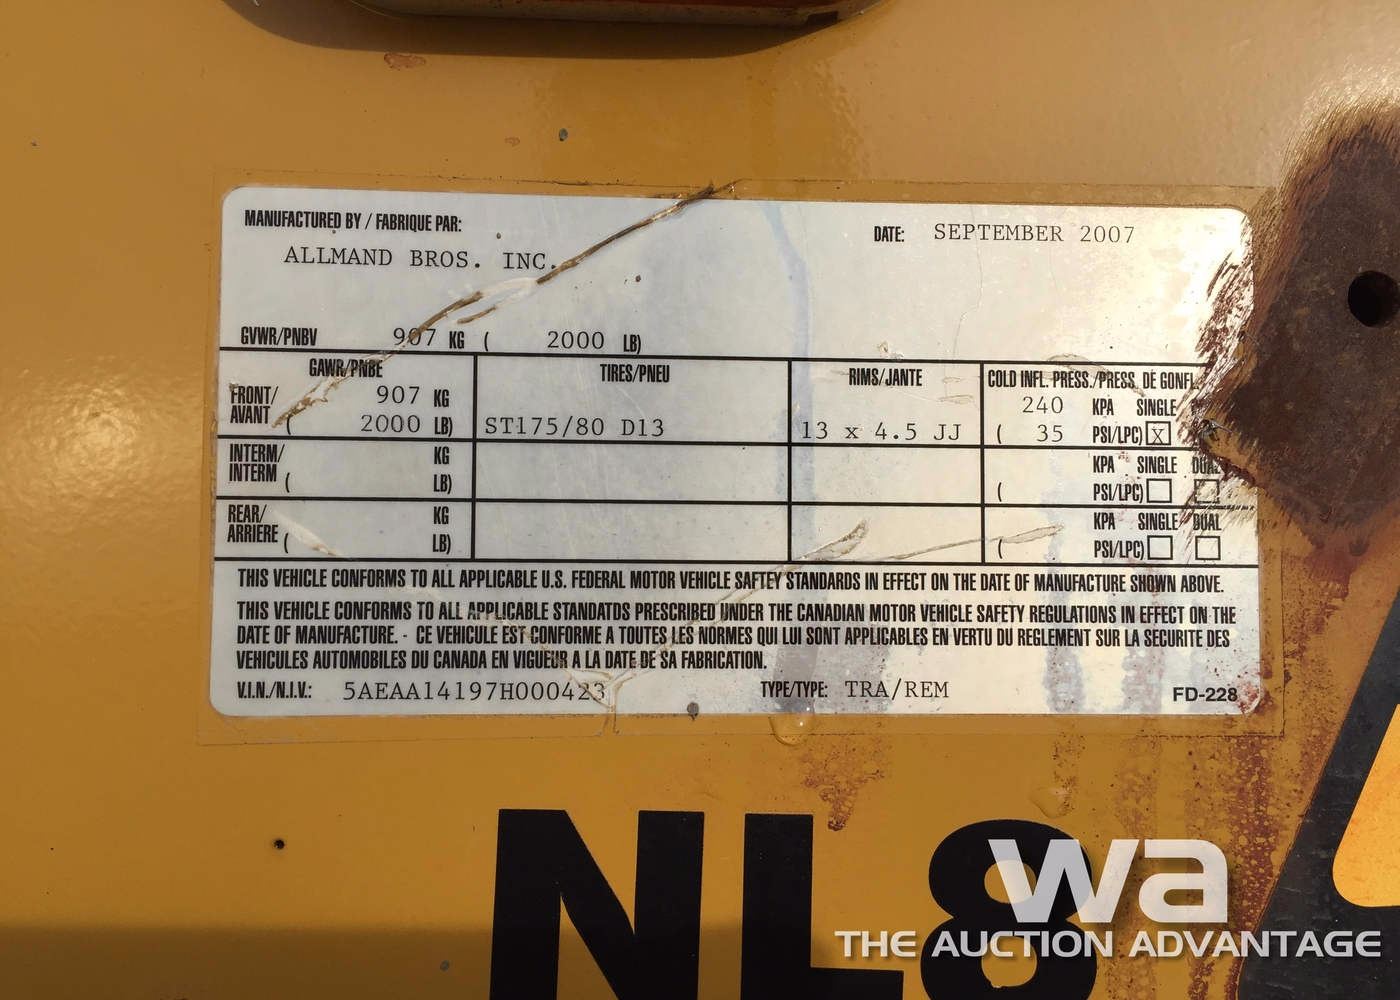 MANUFACTURED BY / FABRIQUE PAR:
DATE: SEPTEMBER 2007
ALLMAND BROS. INC.
GVWR/PNBV 907 KG ( 2000 LB)
GAWR/PNBE TIRES/PNEU RIMS/JANTE COLD INFL. PRESS./PRESS. DE GONFL.
FRONT/ 907 KG 240 KPA SINGLE
AVANT ( 2000 LB) ST175/80 D13 13 x 4.5 JJ ( 35 PSI/LPC) X
INTERM/ KG KPA SINGLE DUAL
INTERM ( LB) ( PSI/LPC)
REAR/ KG KPA SINGLE DUAL
ARRIERE ( LB) ( PSI/LPC)
THIS VEHICLE CONFORMS TO ALL APPLICABLE U.S. FEDERAL MOTOR VEHICLE SAFTEY STANDARDS IN EFFECT ON THE DATE OF MANUFACTURE SHOWN ABOVE.
THIS VEHICLE CONFORMS TO ALL APPLICABLE STANDATDS PRESCRIBED UNDER THE CANADIAN MOTOR VEHICLE SAFETY REGULATIONS IN EFFECT ON THE
DATE OF MANUFACTURE. - CE VEHICULE EST CONFORME A TOUTES LES NORMES QUI LUI SONT APPLICABLES EN VERTU DU REGLEMENT SUR LA SECURITE DES
VEHICULES AUTOMOBILES DU CANADA EN VIGUEUR A LA DATE DE SA FABRICATION.
V.I.N./N.I.V.: 5AEAA14197H000423 TYPE/TYPE: TRA/REM FD-228
NL8
wa
THE AUCTION ADVANTAGE